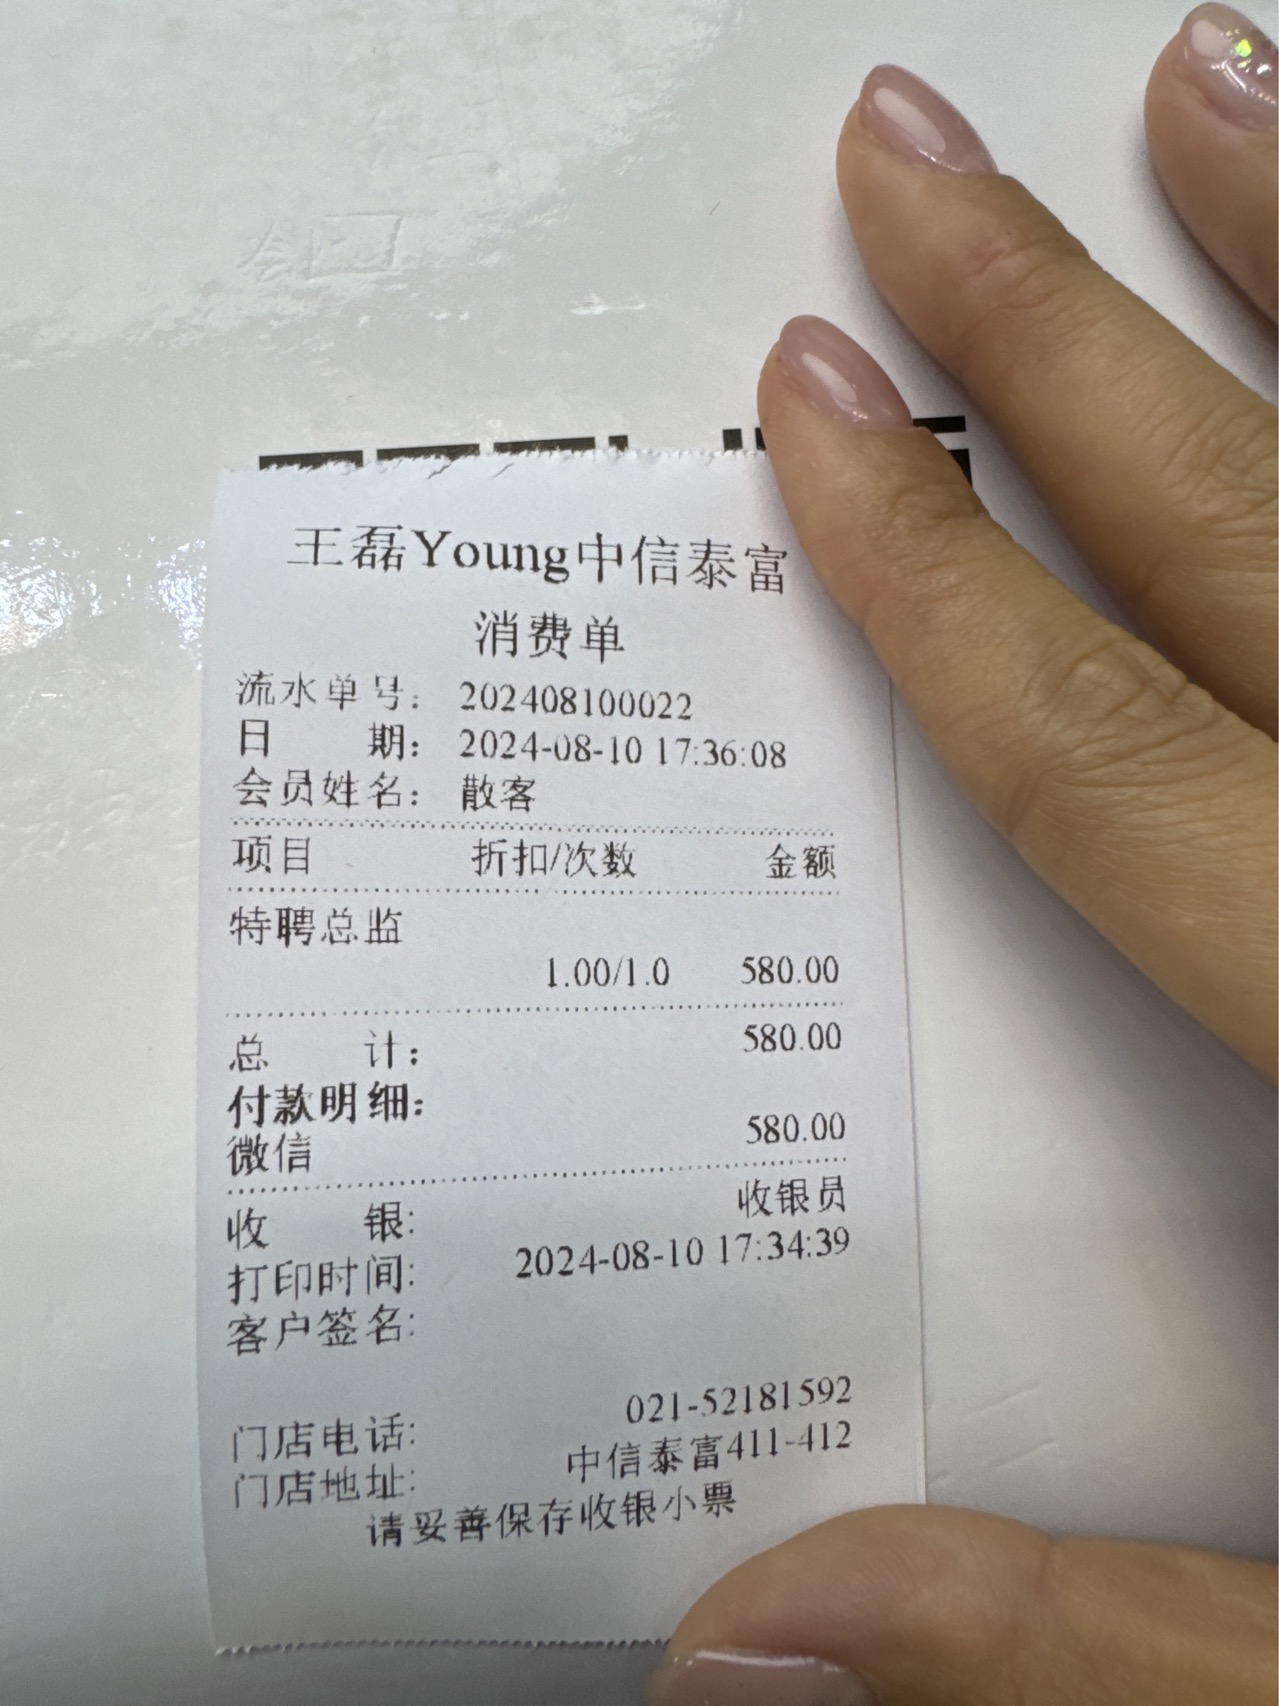 王磊Young中信泰富
消费单
流水单号： 202408100022
日 期： 2024-08-10 17:36:08
会员姓名： 散客
项目 折扣/次数 金额
特聘总监
1.00/1.0 580.00
总 计： 580.00
付款明细：
微信 580.00
收 银: 收银员
打印时间: 2024-08-10 17:34:39
客户签名:
门店电话: 021-52181592
门店地址: 中信泰富411-412
请妥善保存收银小票